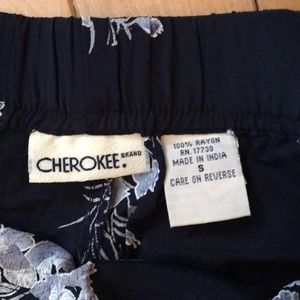 CHEROKEE. BRAND
100% RAYON
RN. 17730
MADE IN INDIA
S
CARE ON REVERSE